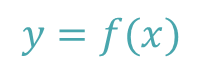 y = f(x)